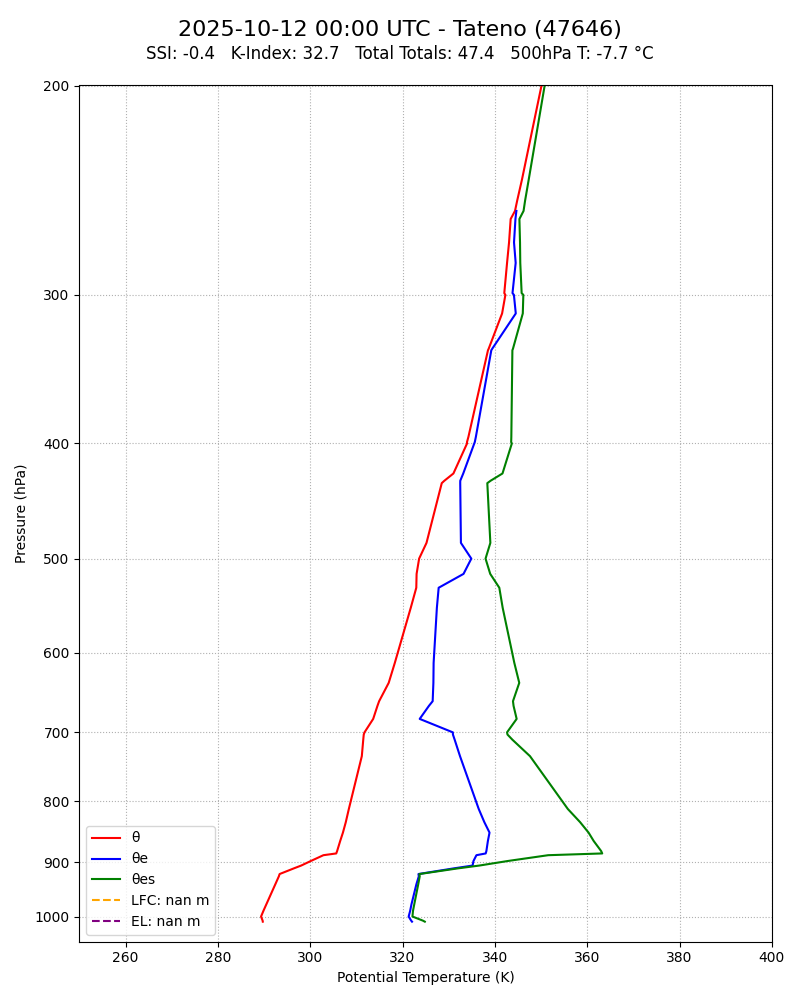 2025-10-12 00:00 UTC - Tateno (47646)
SSI: -0.4   K-Index: 32.7   Total Totals: 47.4   500hPa T: -7.7 °C
200
300
400
500
600
700
800
900
1000
Pressure (hPa)
θ
θe
θes
LFC: nan m
EL: nan m
260 280 300 320 340 360 380 400
Potential Temperature (K)